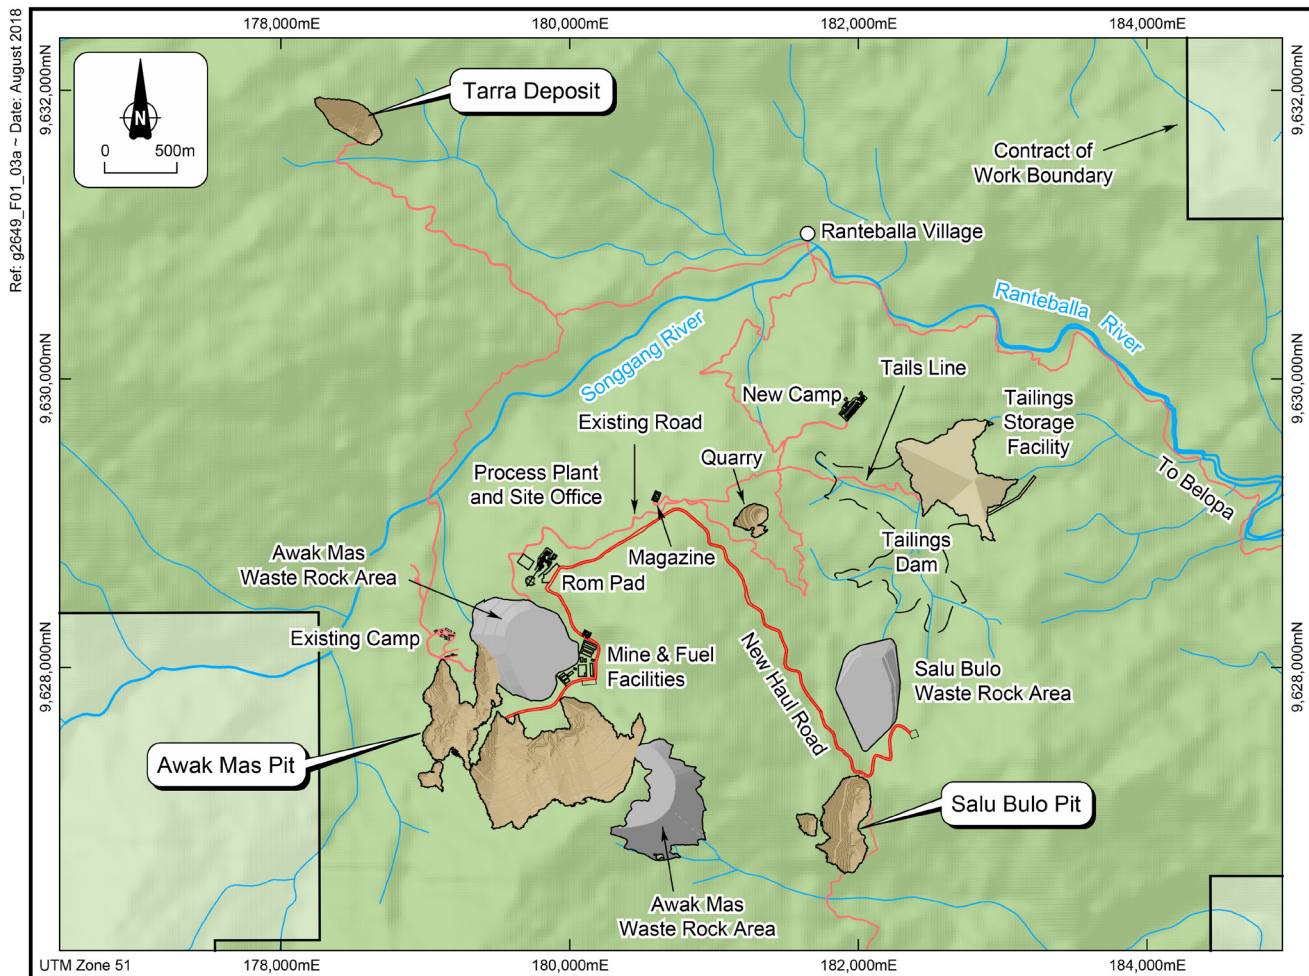 Ref: g2649_F01_03a ~ Date: August 2018
178,000mE
180,000mE
182,000mE
184,000mE
9,632,000mN
9,632,000mN
N
0
500m
Tarra Deposit
Contract of
Work Boundary
Ranteballa Village
Ranteballa River
Songgang River
9,630,000mN
9,630,000mN
Tails Line
New Camp
Tailings
Storage
Facility
Existing Road
Quarry
Process Plant
and Site Office
To Belopa
Magazine
Tailings
Dam
Awak Mas
Waste Rock Area
Rom Pad
Existing Camp
Mine & Fuel
Facilities
New Haul Road
Salu Bulo
Waste Rock Area
9,628,000mN
9,628,000mN
Awak Mas Pit
Salu Bulo Pit
Awak Mas
Waste Rock Area
UTM Zone 51
178,000mE
180,000mE
182,000mE
184,000mE